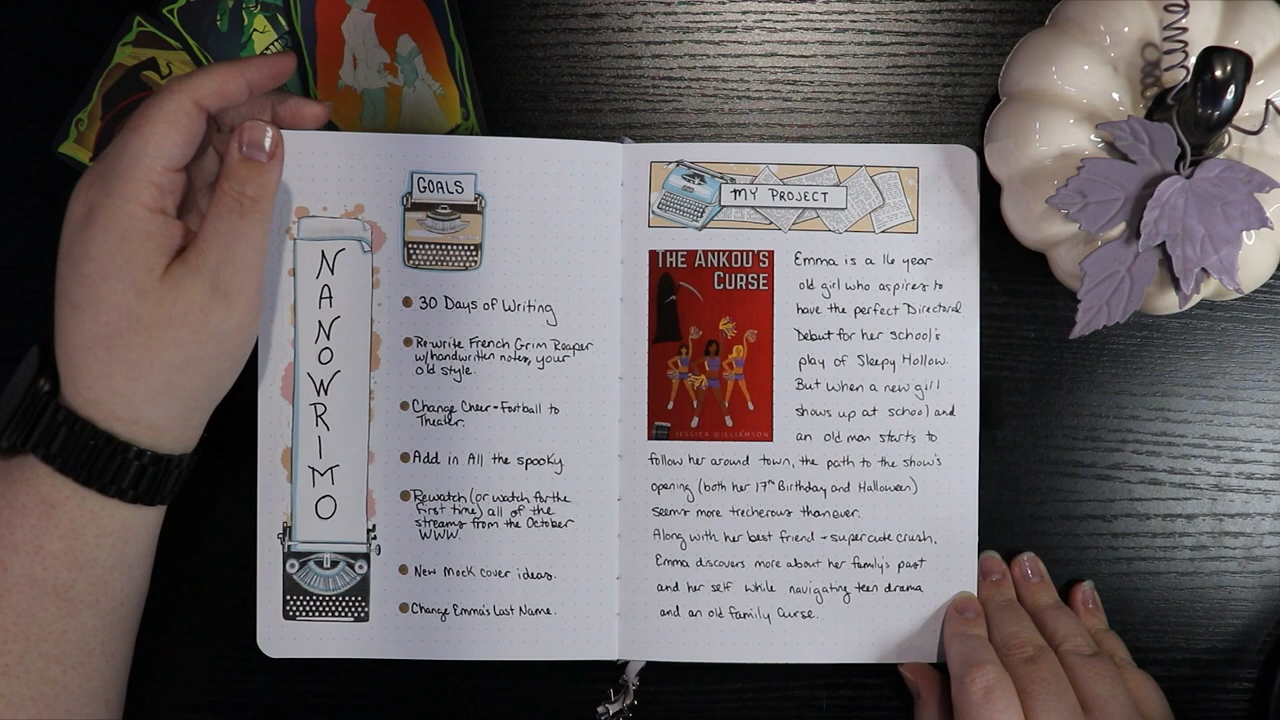 NANOWRIMO
GOALS
30 Days of Writing
Re-write French Grim Reaper
w/handwritten notes, your
old style.
Change Cheer + Football to
Theater.
Add in All the spooky
Rewatch (or watch for the
first time) all of the
streams from the October
WWW.
New Mock cover ideas.
Change Emma's Last Name.
MY PROJECT
THE ANKOU'S
CURSE
JESSICA WILLIAMSON
Emma is a 16 year
old girl who aspires to
have the perfect Directoral
Debut for her school's
play of Sleepy Hollow.
But when a new girl
shows up at school and
an old man starts to
follow her around town, the path to the show's
opening (both her 17th Birthday and Halloween)
seems more trecherous than ever.
Along with her best friend + super cute crush,
Emma discovers more about her family's past
and her self while navigating teen drama
and an old family Curse.